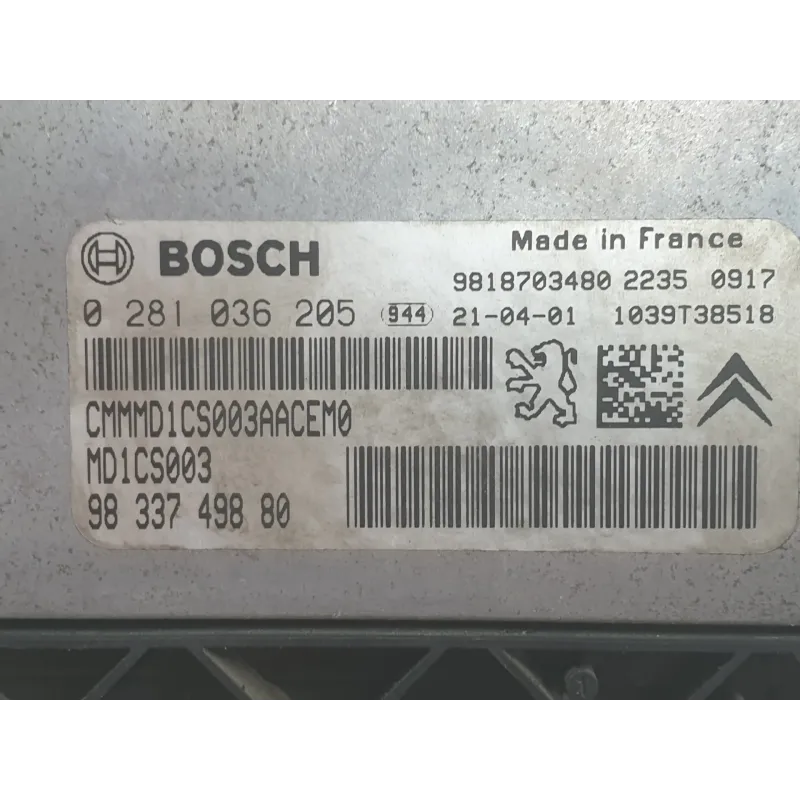 BOSCH
Made in France
9818703480 2235 0917
0 281 036 205 944 21-04-01 1039T38518
CMMMD1CS003AACEM0
MD1CS003
98 337 498 80